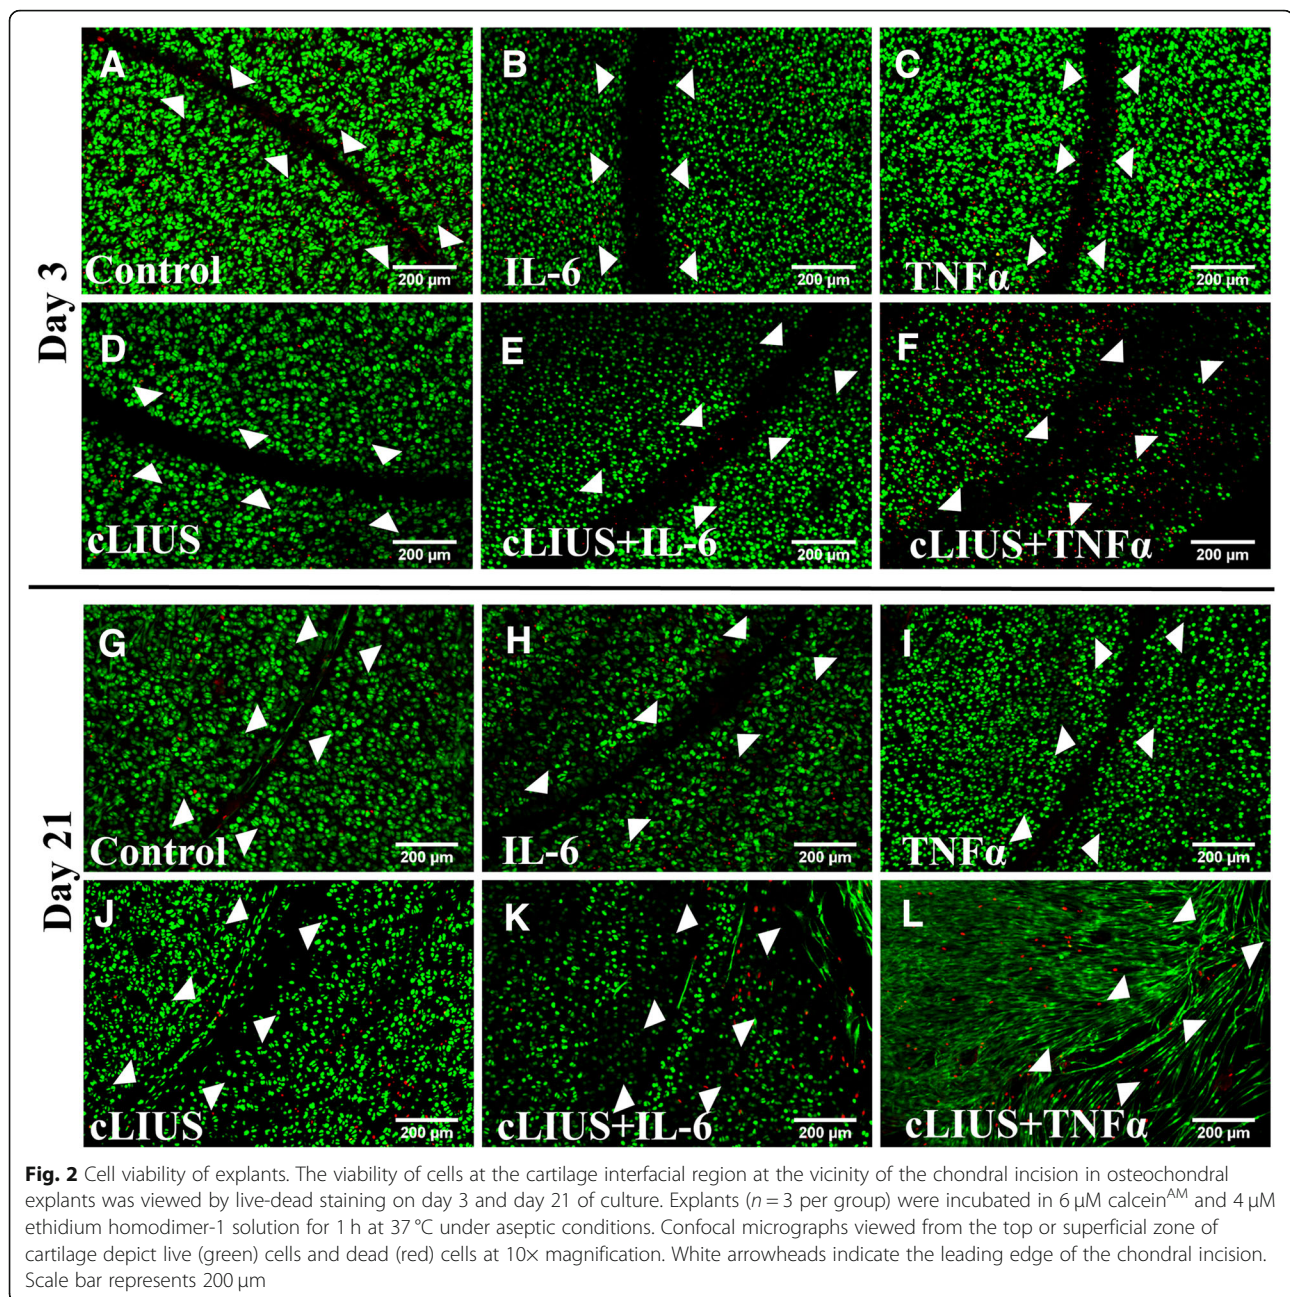 Day 3
A
Control
200 µm
B
IL-6
200 µm
C
TNFα
200 µm
D
cLIUS
200 µm
E
cLIUS+IL-6
200 µm
F
cLIUS+TNFα
200 µm
Day 21
G
Control
200 µm
H
IL-6
200 µm
I
TNFα
200 µm
J
cLIUS
200 µm
K
cLIUS+IL-6
200 µm
L
cLIUS+TNFα
200 µm
Fig. 2 Cell viability of explants. The viability of cells at the cartilage interfacial region at the vicinity of the chondral incision in osteochondral
explants was viewed by live-dead staining on day 3 and day 21 of culture. Explants (n = 3 per group) were incubated in 6 µM calceinAM and 4 µM
ethidium homodimer-1 solution for 1 h at 37 °C under aseptic conditions. Confocal micrographs viewed from the top or superficial zone of
cartilage depict live (green) cells and dead (red) cells at 10× magnification. White arrowheads indicate the leading edge of the chondral incision.
Scale bar represents 200 µm